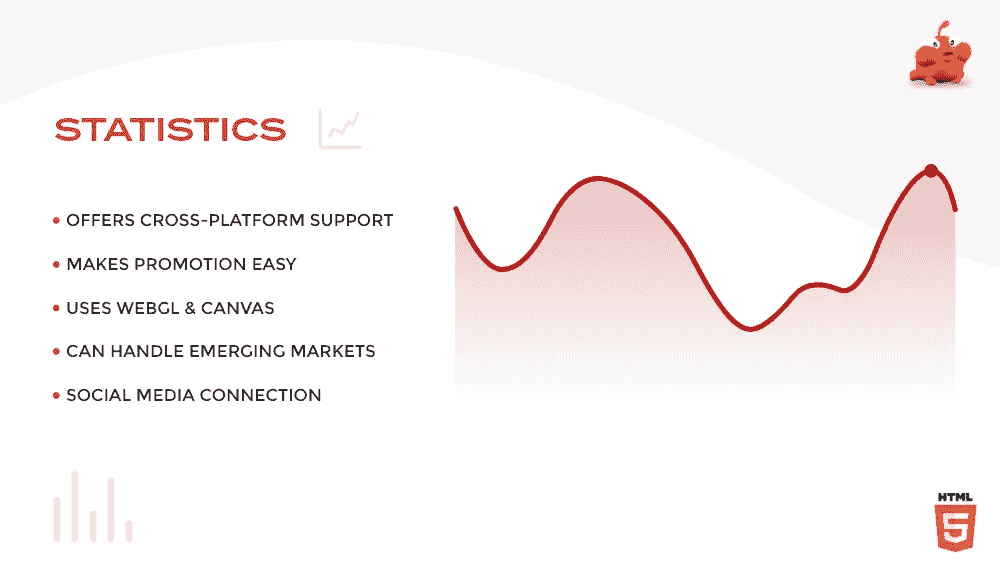 STATISTICS
OFFERS CROSS-PLATFORM SUPPORT
MAKES PROMOTION EASY
USES WEBGL & CANVAS
CAN HANDLE EMERGING MARKETS
SOCIAL MEDIA CONNECTION
HTML
5